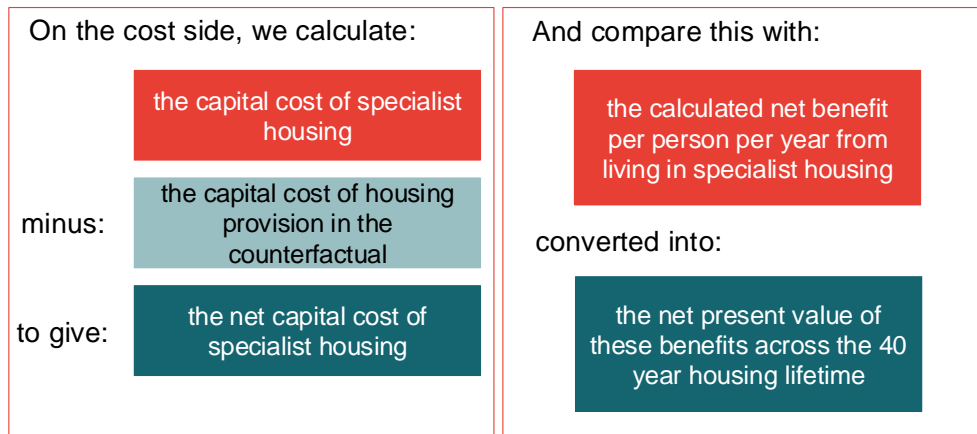 On the cost side, we calculate:
the capital cost of specialist
housing
minus:
the capital cost of housing
provision in the
counterfactual
to give:
the net capital cost of
specialist housing
And compare this with:
the calculated net benefit
per person per year from
living in specialist housing
converted into:
the net present value of
these benefits across the 40
year housing lifetime